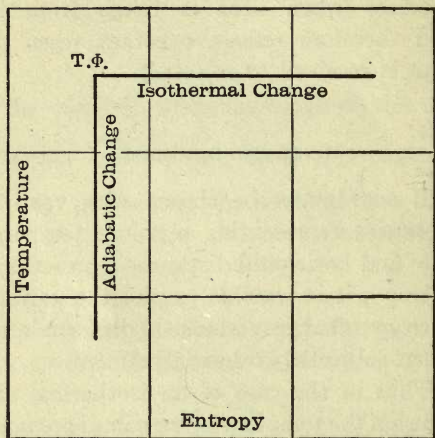 T.Φ.
Isothermal Change
Adiabatic Change
Temperature
Entropy